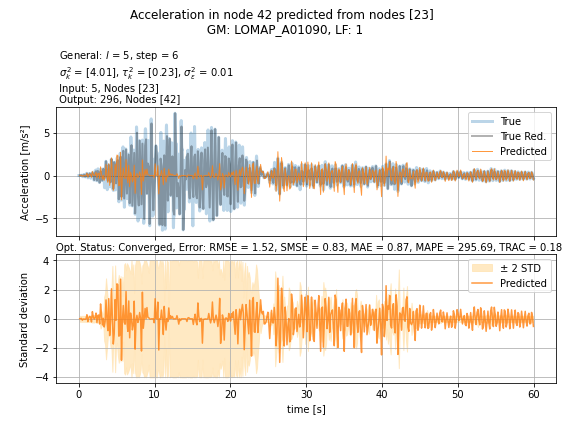 Acceleration in node 42 predicted from nodes [23]
GM: LOMAP_A01090, LF: 1
General: l = 5, step = 6
σ²ₖ = [4.01], τ²ₖ = [0.23], σ²ₛ = 0.01
Input: 5, Nodes [23]
Output: 296, Nodes [42]
Acceleration [m/s²]
5
0
−5
True
True Red.
Predicted
Opt. Status: Converged, Error: RMSE = 1.52, SMSE = 0.83, MAE = 0.87, MAPE = 295.69, TRAC = 0.18
Standard deviation
4
2
0
−2
−4
± 2 STD
Predicted
0 10 20 30 40 50 60
time [s]